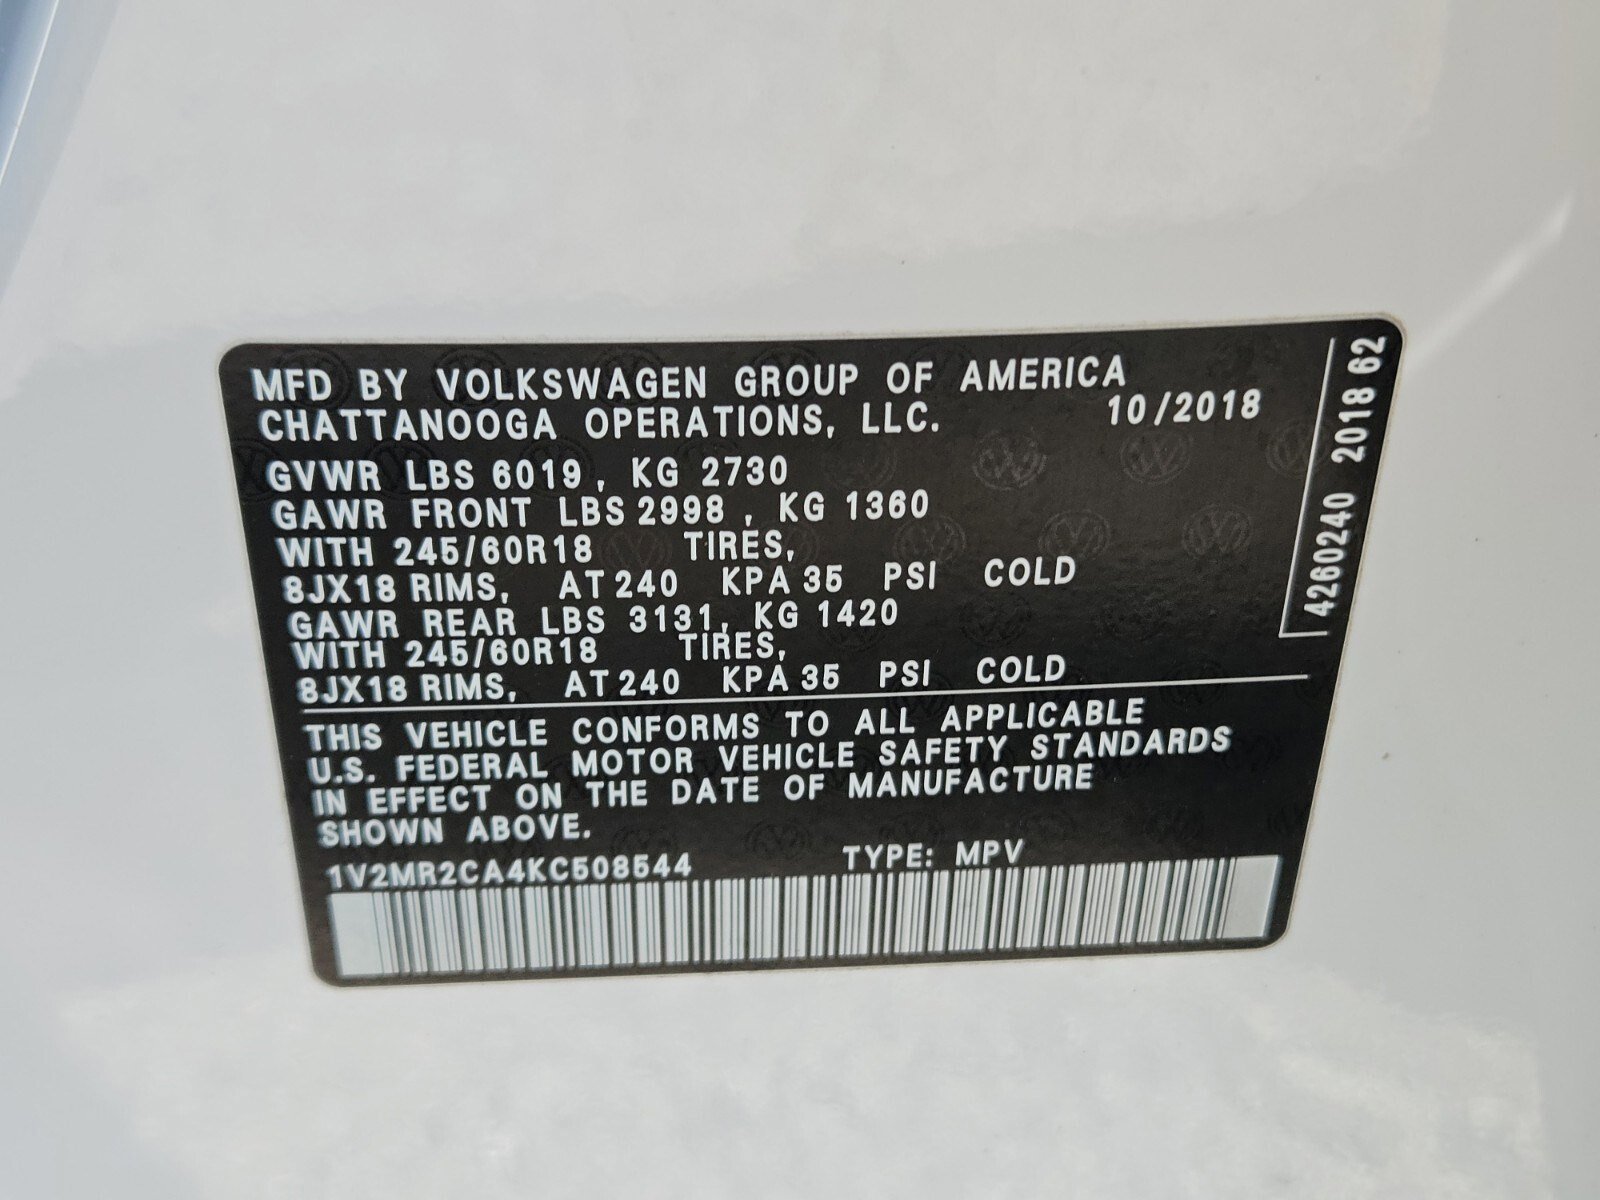 MFD BY VOLKSWAGEN GROUP OF AMERICA
CHATTANOOGA OPERATIONS, LLC. 10/2018
GVWR LBS 6019, KG 2730
GAWR FRONT LBS 2998, KG 1360
WITH 245/60R18 TIRES,
8JX18 RIMS, AT 240 KPA 35 PSI COLD
GAWR REAR LBS 3131, KG 1420
WITH 245/60R18 TIRES,
8JX18 RIMS, AT 240 KPA 35 PSI COLD
THIS VEHICLE CONFORMS TO ALL APPLICABLE
U.S. FEDERAL MOTOR VEHICLE SAFETY STANDARDS
IN EFFECT ON THE DATE OF MANUFACTURE
SHOWN ABOVE.
1V2MR2CA4KC508544 TYPE: MPV
4260240 2018 62